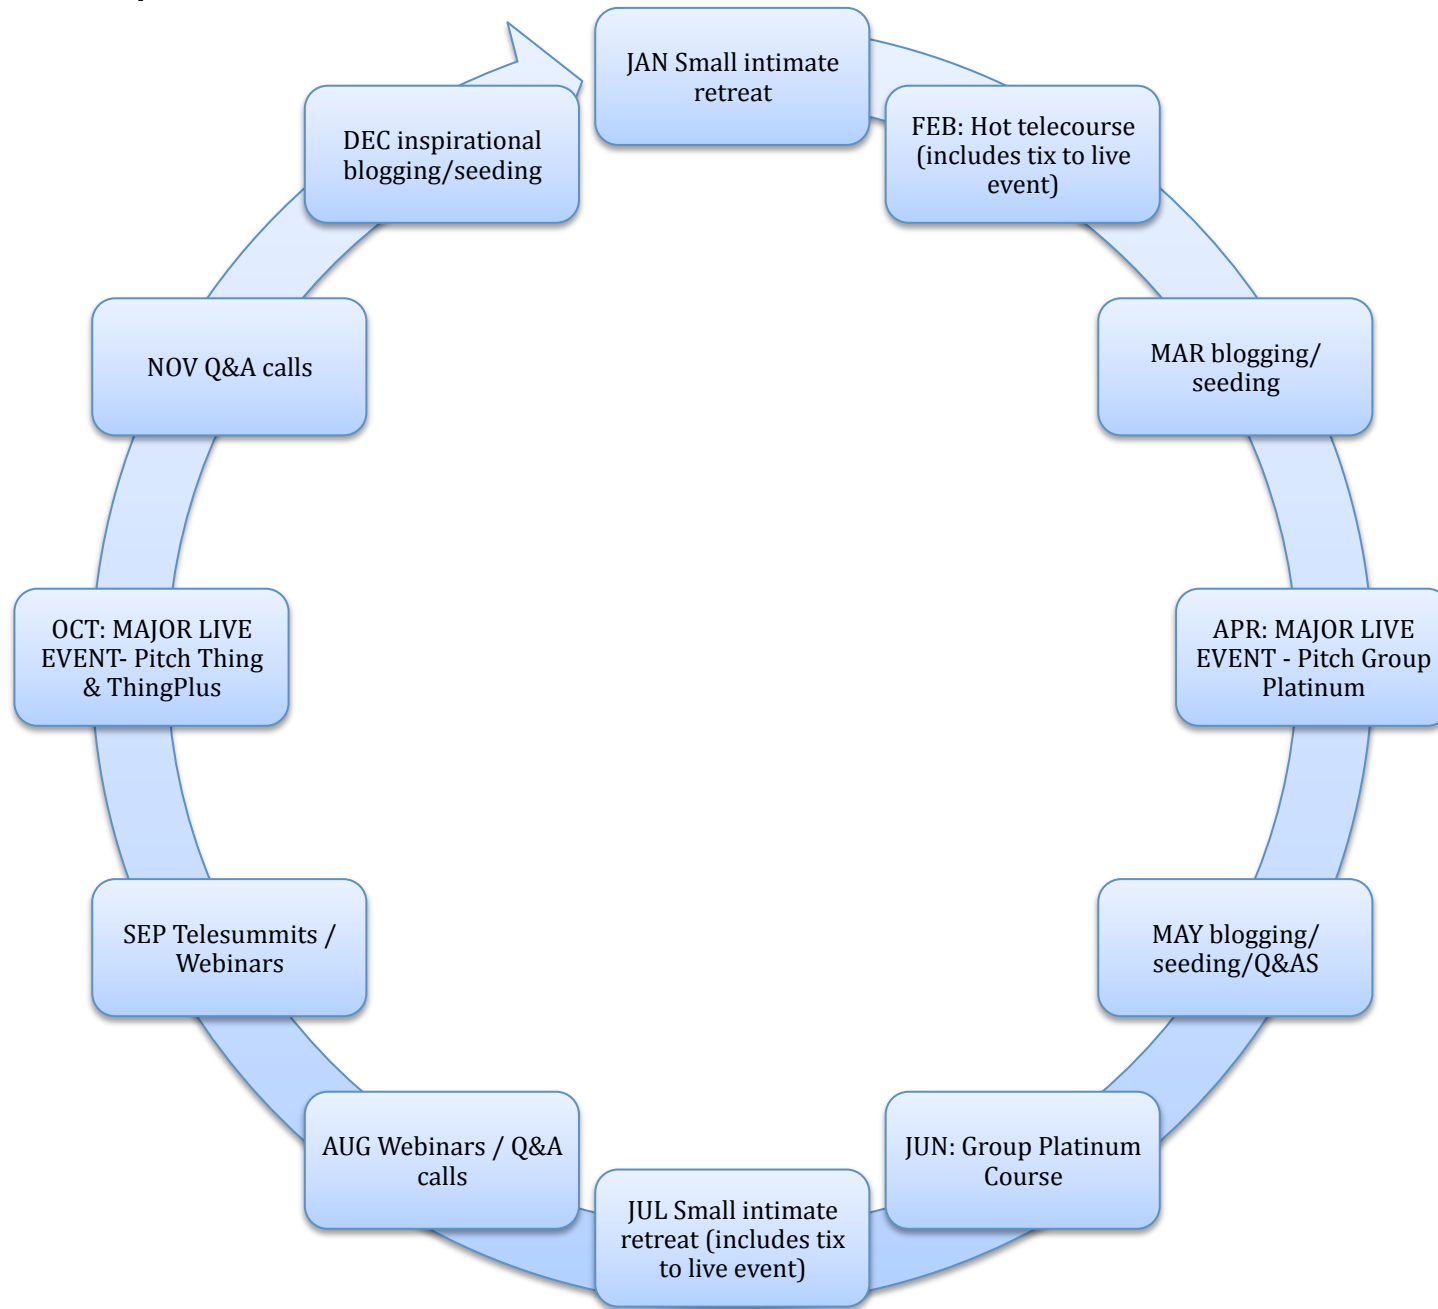 JAN Small intimate
retreat
FEB: Hot telecourse
(includes tix to live
event)
MAR blogging/
seeding
APR: MAJOR LIVE
EVENT - Pitch Group
Platinum
MAY blogging/
seeding/Q&AS
JUN: Group Platinum
Course
JUL Small intimate
retreat (includes tix
to live event)
AUG Webinars / Q&A
calls
SEP Telesummits /
Webinars
OCT: MAJOR LIVE
EVENT- Pitch Thing
& ThingPlus
NOV Q&A calls
DEC inspirational
blogging/seeding